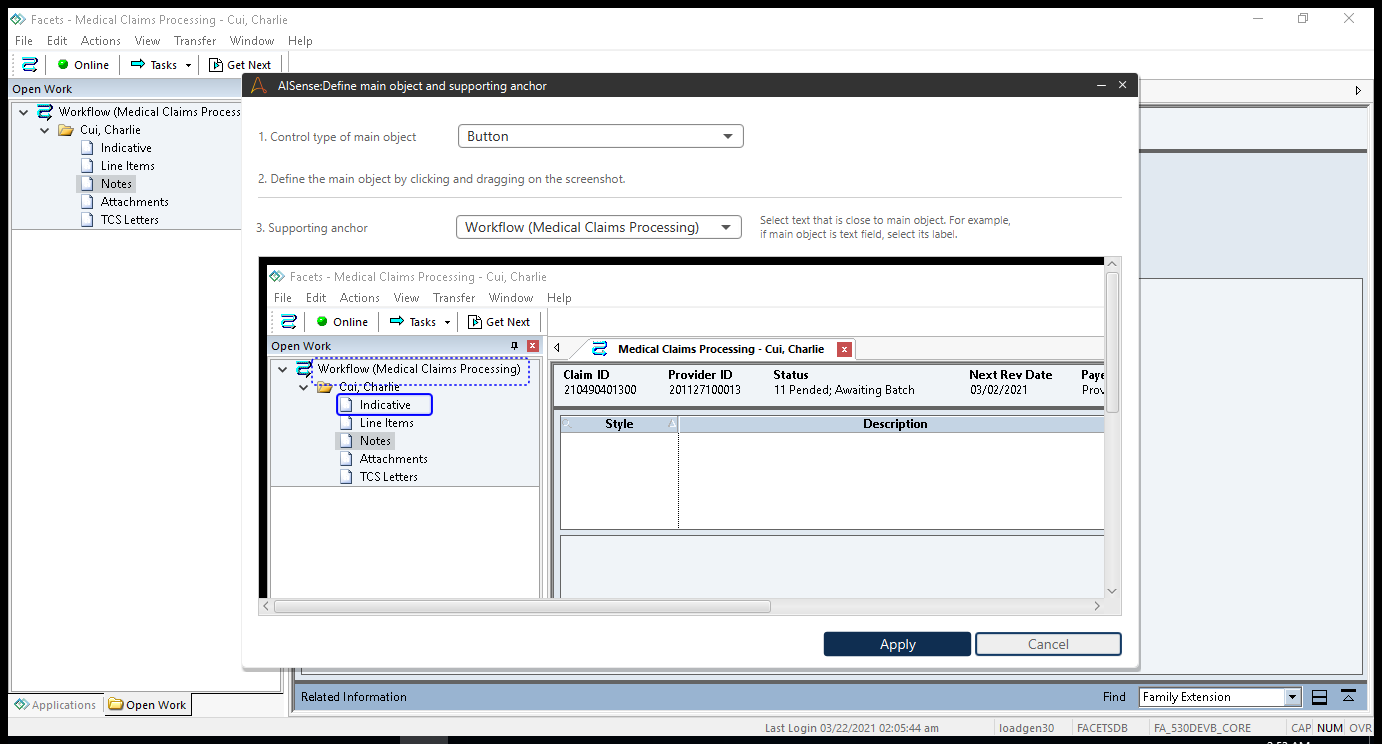 Facets - Medical Claims Processing - Cui, Charlie
File Edit Actions View Transfer Window Help
Online Tasks Get Next
Open Work
Workflow (Medical Claims Process
Cui, Charlie
Indicative
Line Items
Notes
Attachments
TCS Letters
AISense:Define main object and supporting anchor
1. Control type of main object
Button
2. Define the main object by clicking and dragging on the screenshot.
3. Supporting anchor
Workflow (Medical Claims Processing)
Select text that is close to main object. For example,
if main object is text field, select its label.
Facets - Medical Claims Processing - Cui, Charlie
File Edit Actions View Transfer Window Help
Online Tasks Get Next
Open Work
Workflow (Medical Claims Processing)
Cui, Charlie
Indicative
Line Items
Notes
Attachments
TCS Letters
Medical Claims Processing - Cui, Charlie
Claim ID Provider ID Status Next Rev Date
210490401300 201127100013 11 Pended; Awaiting Batch 03/02/2021
Style Description
Apply Cancel
Related Information
Find Family Extension
Applications Open Work
Last Login 03/22/2021 02:05:44 am loadgen30 FACETSDB FA_530DEVB_CORE CAP NUM OVR